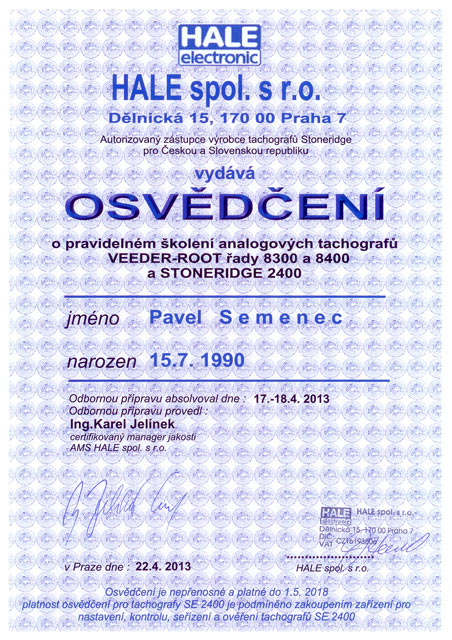 HALE
electronic
HALE spol. s r.o.
Dělnická 15, 170 00 Praha 7
Autorizovaný zástupce výrobce tachografů Stoneridge
pro Českou a Slovenskou republiku
vydává
OSVĚDČENÍ
o pravidelném školení analogových tachografů
VEEDER-ROOT řady 8300 a 8400
a STONERIDGE 2400
jméno Pavel Semenec
narozen 15.7. 1990
Odbornou přípravu absolvoval dne : 17.-18.4. 2013
Odbornou přípravu provedl :
Ing.Karel Jelínek
certifikovaný manager jakosti
AMS HALE spol. s r.o.
HALE HALE spol. s r.o.
electronic
Dělnická 15, 170 00 Praha 7
DIČ
VAT
v Praze dne : 22.4. 2013 HALE spol. s r.o.
Osvědčení je nepřenosné a platné do 1.5. 2018
platnost osvědčení pro tachografy SE 2400 je podmíněno zakoupením zařízení pro
nastavení, kontrolu, seřízení a ověření tachografů SE 2400